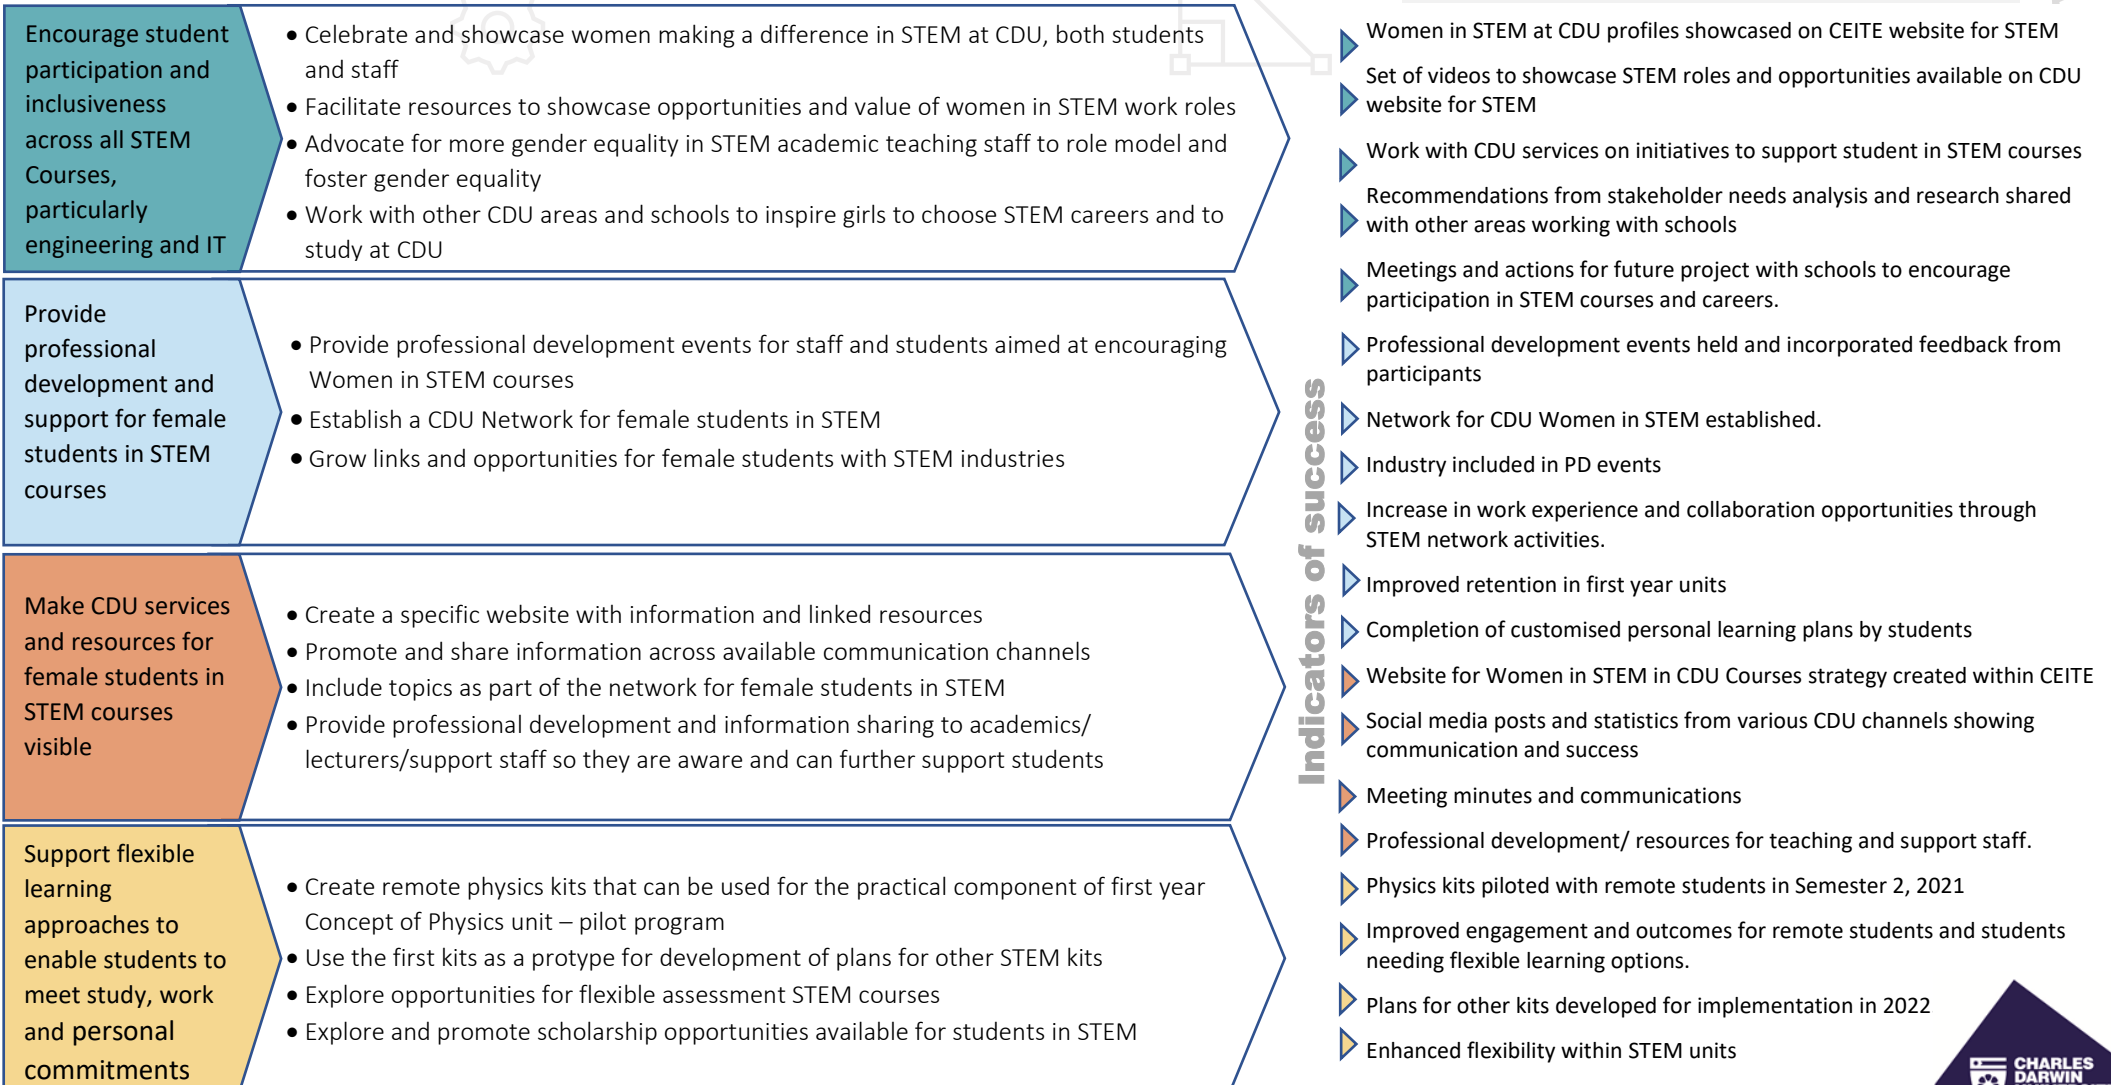 Encourage student
participation and
inclusiveness
across all STEM
Courses,
particularly
engineering and IT
• Celebrate and showcase women making a difference in STEM at CDU, both students
and staff
• Facilitate resources to showcase opportunities and value of women in STEM work roles
• Advocate for more gender equality in STEM academic teaching staff to role model and
foster gender equality
• Work with other CDU areas and schools to inspire girls to choose STEM careers and to
study at CDU
Provide
professional
development and
support for female
students in STEM
courses
• Provide professional development events for staff and students aimed at encouraging
Women in STEM courses
• Establish a CDU Network for female students in STEM
• Grow links and opportunities for female students with STEM industries
Make CDU services
and resources for
female students in
STEM courses
visible
• Create a specific website with information and linked resources
• Promote and share information across available communication channels
• Include topics as part of the network for female students in STEM
• Provide professional development and information sharing to academics/
lecturers/support staff so they are aware and can further support students
Support flexible
learning
approaches to
enable students to
meet study, work
and personal
commitments
• Create remote physics kits that can be used for the practical component of first year
Concept of Physics unit – pilot program
• Use the first kits as a protype for development of plans for other STEM kits
• Explore opportunities for flexible assessment STEM courses
• Explore and promote scholarship opportunities available for students in STEM
Indicators of success
Women in STEM at CDU profiles showcased on CEITE website for STEM
Set of videos to showcase STEM roles and opportunities available on CDU
website for STEM
Work with CDU services on initiatives to support student in STEM courses
Recommendations from stakeholder needs analysis and research shared
with other areas working with schools
Meetings and actions for future project with schools to encourage
participation in STEM courses and careers.
Professional development events held and incorporated feedback from
participants
Network for CDU Women in STEM established.
Industry included in PD events
Increase in work experience and collaboration opportunities through
STEM network activities.
Improved retention in first year units
Completion of customised personal learning plans by students
Website for Women in STEM in CDU Courses strategy created within CEITE
Social media posts and statistics from various CDU channels showing
communication and success
Meeting minutes and communications
Professional development/ resources for teaching and support staff.
Physics kits piloted with remote students in Semester 2, 2021
Improved engagement and outcomes for remote students and students
needing flexible learning options.
Plans for other kits developed for implementation in 2022
Enhanced flexibility within STEM units
CHARLES
DARWIN